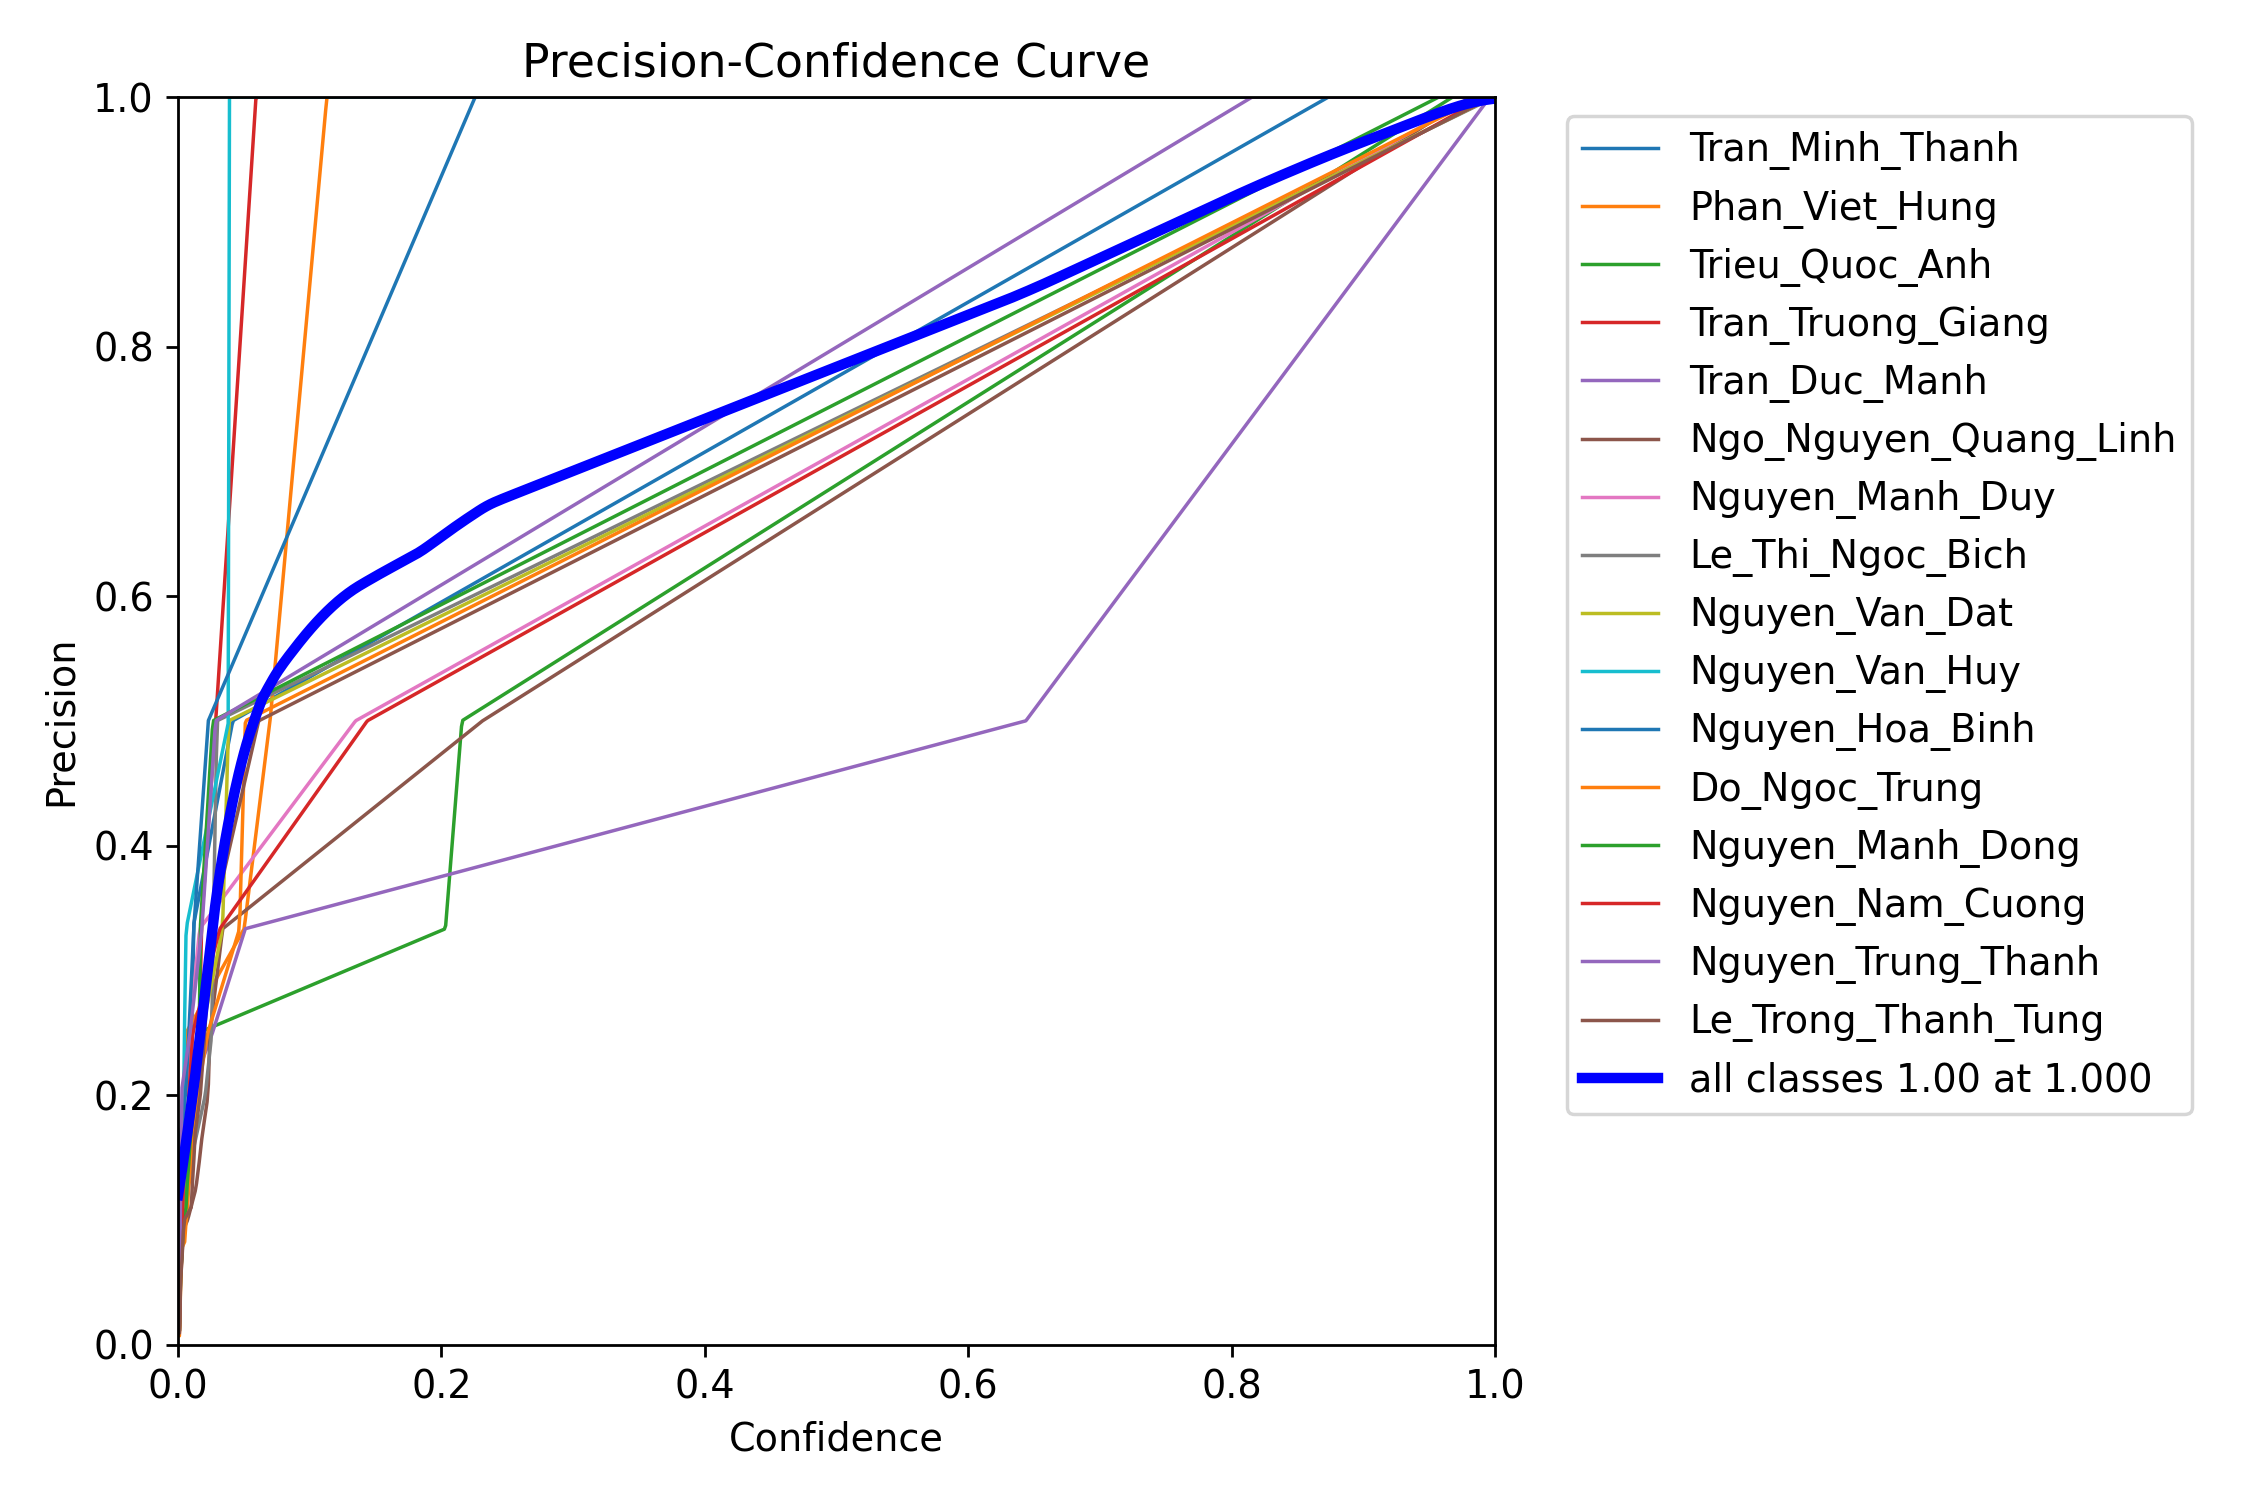 Precision-Confidence Curve
1.0
0.8
0.6
0.4
0.2
0.0
Precision
0.0 0.2 0.4 0.6 0.8 1.0
Confidence
Tran_Minh_Thanh
Phan_Viet_Hung
Trieu_Quoc_Anh
Tran_Truong_Giang
Tran_Duc_Manh
Ngo_Nguyen_Quang_Linh
Nguyen_Manh_Duy
Le_Thi_Ngoc_Bich
Nguyen_Van_Dat
Nguyen_Van_Huy
Nguyen_Hoa_Binh
Do_Ngoc_Trung
Nguyen_Manh_Dong
Nguyen_Nam_Cuong
Nguyen_Trung_Thanh
Le_Trong_Thanh_Tung
all classes 1.00 at 1.000